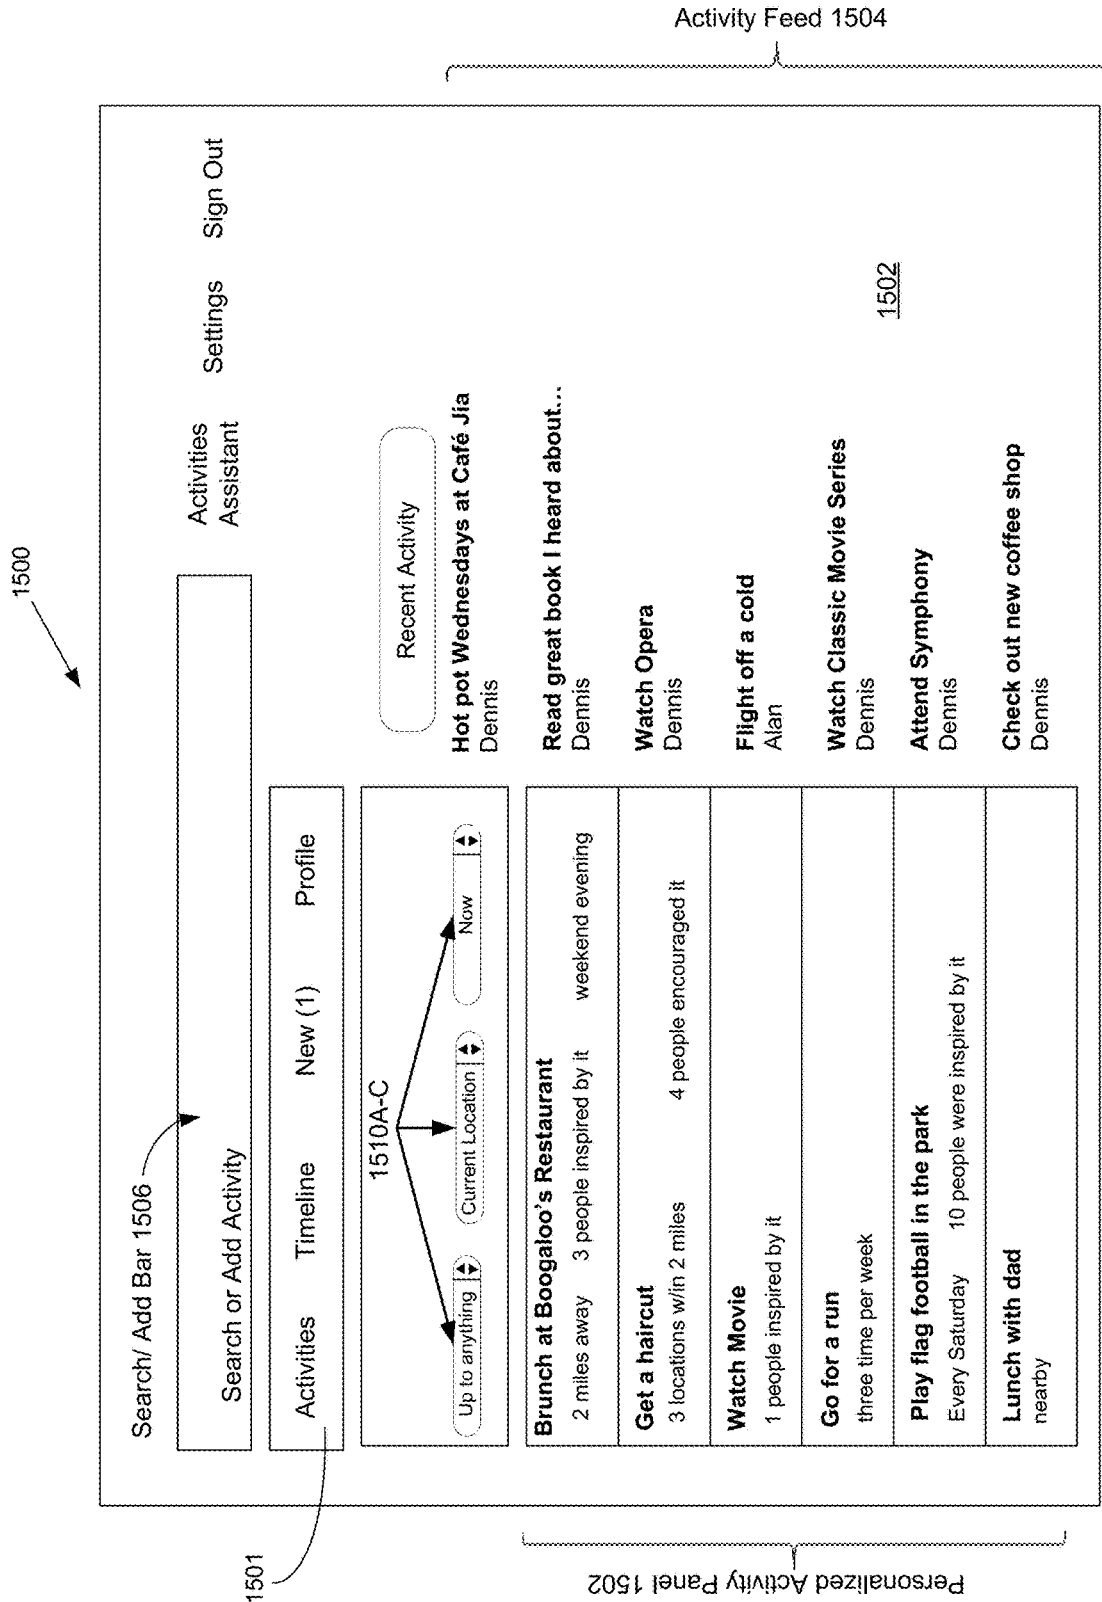 1500
Search/ Add Bar 1506
Search or Add Activity
Activities
Assistant
Settings
Sign Out
1501
Activities
Timeline
New (1)
Profile
1510A-C
Up to anything
Current Location
Now
Recent Activity
Personalized Activity Panel 1502
Brunch at Boogaloo's Restaurant
2 miles away 3 people inspired by it weekend evening
Get a haircut
3 locations w/in 2 miles 4 people encouraged it
Watch Movie
1 people inspired by it
Go for a run
three time per week
Play flag football in the park
Every Saturday 10 people were inspired by it
Lunch with dad
nearby
Activity Feed 1504
Hot pot Wednesdays at Café Jia
Dennis
Read great book I heard about...
Dennis
Watch Opera
Dennis
Flight off a cold
Alan
Watch Classic Movie Series
Dennis
Attend Symphony
Dennis
Check out new coffee shop
Dennis
1502